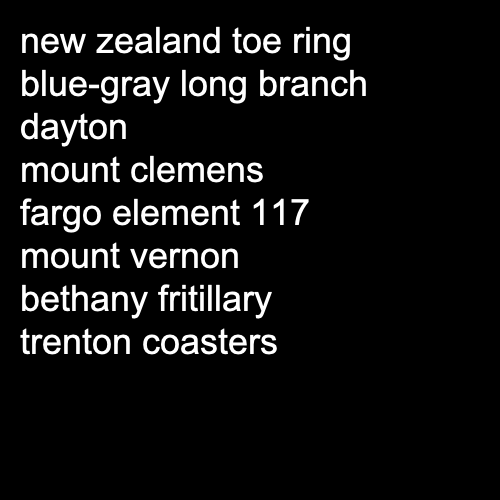 new zealand toe ring
blue-gray long branch
dayton
mount clemens
fargo element 117
mount vernon
bethany fritillary
trenton coasters